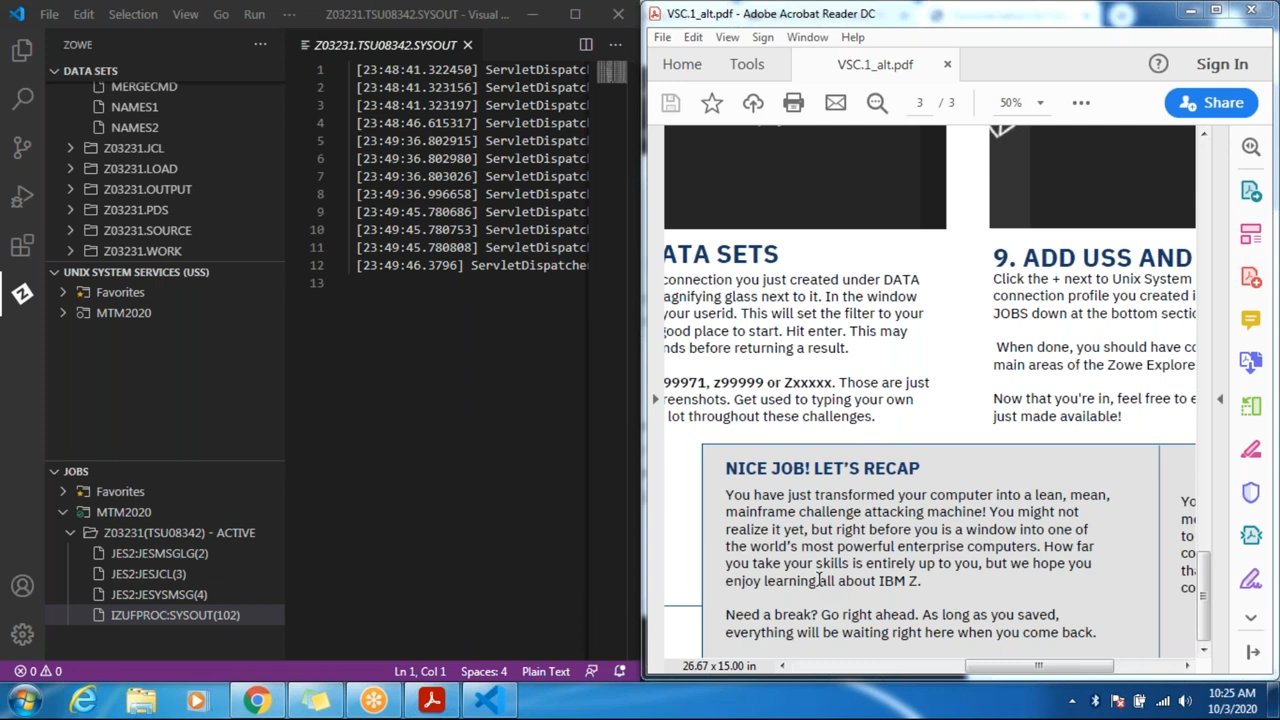 File Edit Selection View Go Run ··· Z03231.TSU08342.SYSOUT - Visual ...
ZOWE ···
DATA SETS
MERGECMD
NAMES1
NAMES2
Z03231.JCL
Z03231.LOAD
Z03231.OUTPUT
Z03231.PDS
Z03231.SOURCE
Z03231.WORK
UNIX SYSTEM SERVICES (USS)
Favorites
MTM2020
JOBS
Favorites
MTM2020
Z03231(TSU08342) - ACTIVE
JES2:JESMSGLG(2)
JES2:JESJCL(3)
JES2:JESYSMSG(4)
IZUFPROC:SYSOUT(102)
Z03231.TSU08342.SYSOUT
1 [23:48:41.322450] ServletDispatc
2 [23:48:41.323156] ServletDispatc
3 [23:48:41.323197] ServletDispatc
4 [23:48:46.615317] ServletDispatc
5 [23:49:36.802915] ServletDispatc
6 [23:49:36.802980] ServletDispatc
7 [23:49:36.803026] ServletDispatc
8 [23:49:36.996658] ServletDispatc
9 [23:49:45.780686] ServletDispatc
10 [23:49:45.780753] ServletDispatc
11 [23:49:45.780808] ServletDispatc
12 [23:49:46.3796] ServletDispatche
13
0 0 Ln 1, Col 1 Spaces: 4 Plain Text
VSC.1_alt.pdf - Adobe Acrobat Reader DC
File Edit View Sign Window Help
Home Tools VSC.1_alt.pdf Sign In
3 / 3 50% Share
ATA SETS
connection you just created under DATA
agnifying glass next to it. In the window
your userid. This will set the filter to your
good place to start. Hit enter. This may
nds before returning a result.
99971, z99999 or Zxxxxx. Those are just
reenshots. Get used to typing your own
lot throughout these challenges.
9. ADD USS AND
Click the + next to Unix System
connection profile you created i
JOBS down at the bottom sectic
When done, you should have co
main areas of the Zowe Explore
Now that you're in, feel free to e
just made available!
NICE JOB! LET'S RECAP
You have just transformed your computer into a lean, mean,
mainframe challenge attacking machine! You might not
realize it yet, but right before you is a window into one of
the world's most powerful enterprise computers. How far
you take your skills is entirely up to you, but we hope you
enjoy learning all about IBM Z.
Need a break? Go right ahead. As long as you saved,
everything will be waiting right here when you come back.
Yo
me
to
co
tha
co
26.67 x 15.00 in
10:25 AM
10/3/2020